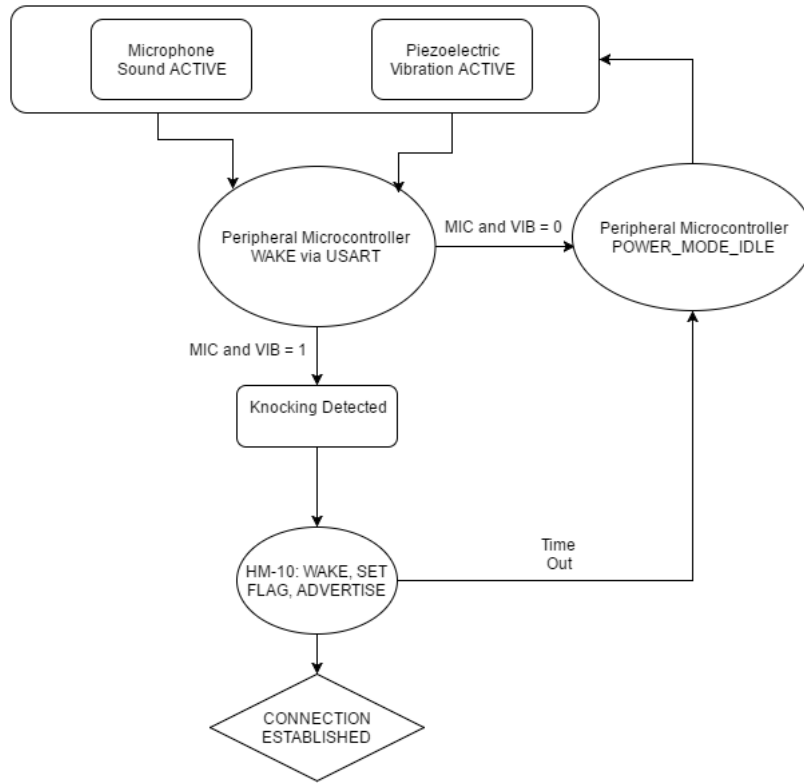 Microphone
Sound ACTIVE
Piezoelectric
Vibration ACTIVE
Peripheral Microcontroller
WAKE via USART
MIC and VIB = 0
Peripheral Microcontroller
POWER_MODE_IDLE
MIC and VIB = 1
Knocking Detected
HM-10: WAKE, SET
FLAG, ADVERTISE
Time
Out
CONNECTION
ESTABLISHED